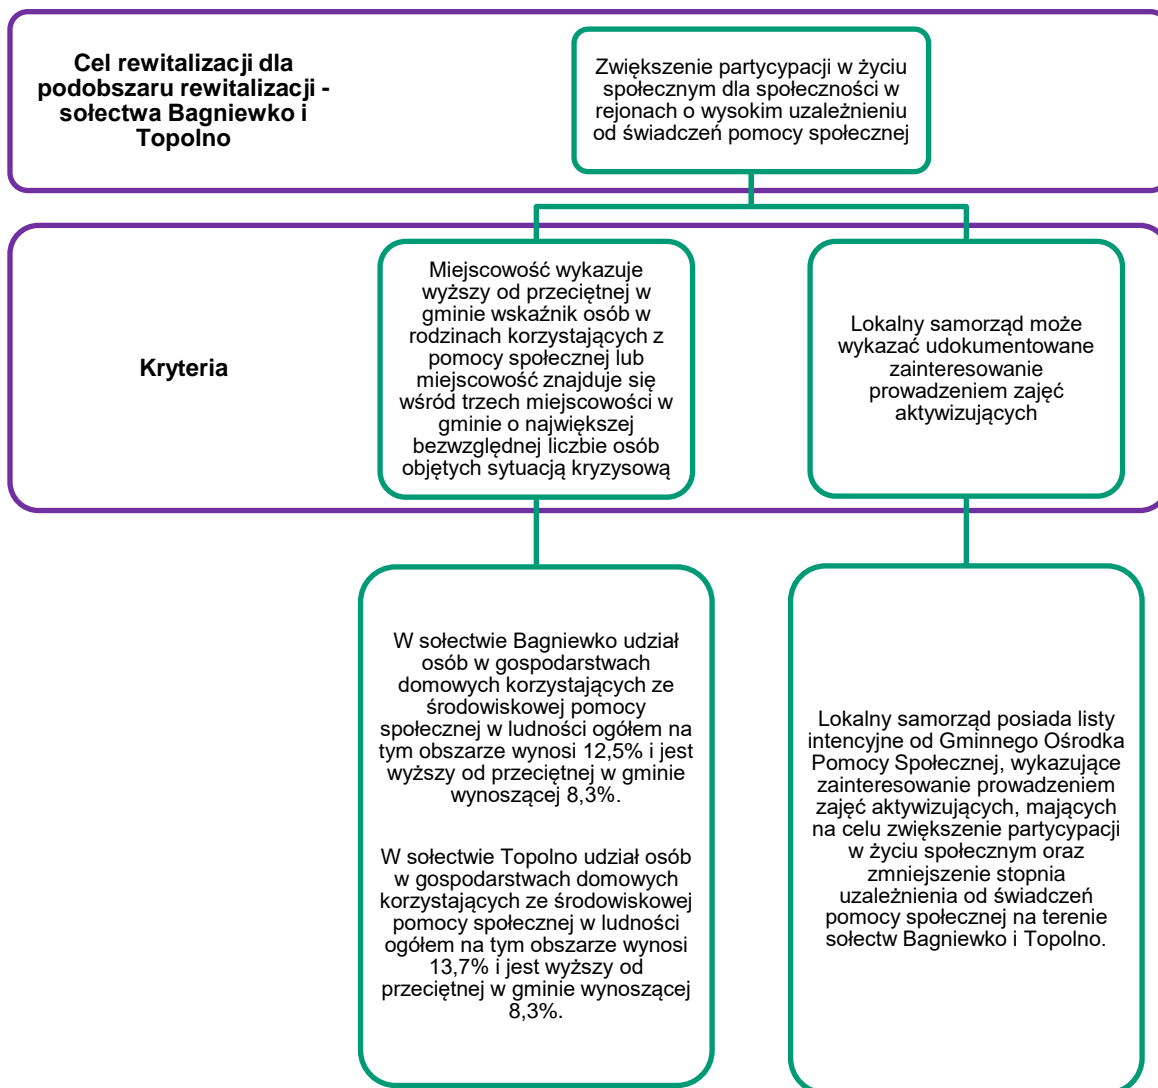 Cel rewitalizacji dla
podobszaru rewitalizacji -
sołectwa Bagniewko i
Topolno
Zwiększenie partycypacji w życiu
społecznym dla społeczności w
rejonach o wysokim uzależnieniu
od świadczeń pomocy społecznej
Kryteria
Miejscowość wykazuje
wyższy od przeciętnej w
gminie wskaźnik osób w
rodzinach korzystających z
pomocy społecznej lub
miejscowość znajduje się
wśród trzech miejscowości w
gminie o największej
bezwzględnej liczbie osób
objętych sytuacją kryzysową
Lokalny samorząd może
wykazać udokumentowane
zainteresowanie
prowadzeniem zajęć
aktywizujących
W sołectwie Bagniewko udział
osób w gospodarstwach
domowych korzystających ze
środowiskowej pomocy
społecznej w ludności ogółem na
tym obszarze wynosi 12,5% i jest
wyższy od przeciętnej w gminie
wynoszącej 8,3%.
W sołectwie Topolno udział osób
w gospodarstwach domowych
korzystających ze środowiskowej
pomocy społecznej w ludności
ogółem na tym obszarze wynosi
13,7% i jest wyższy od
przeciętnej w gminie wynoszącej
8,3%.
Lokalny samorząd posiada listy
intencyjne od Gminnego Ośrodka
Pomocy Społecznej, wykazujące
zainteresowanie prowadzeniem
zajęć aktywizujących, mających
na celu zwiększenie partycypacji
w życiu społecznym oraz
zmniejszenie stopnia
uzależnienia od świadczeń
pomocy społecznej na terenie
sołectw Bagniewko i Topolno.